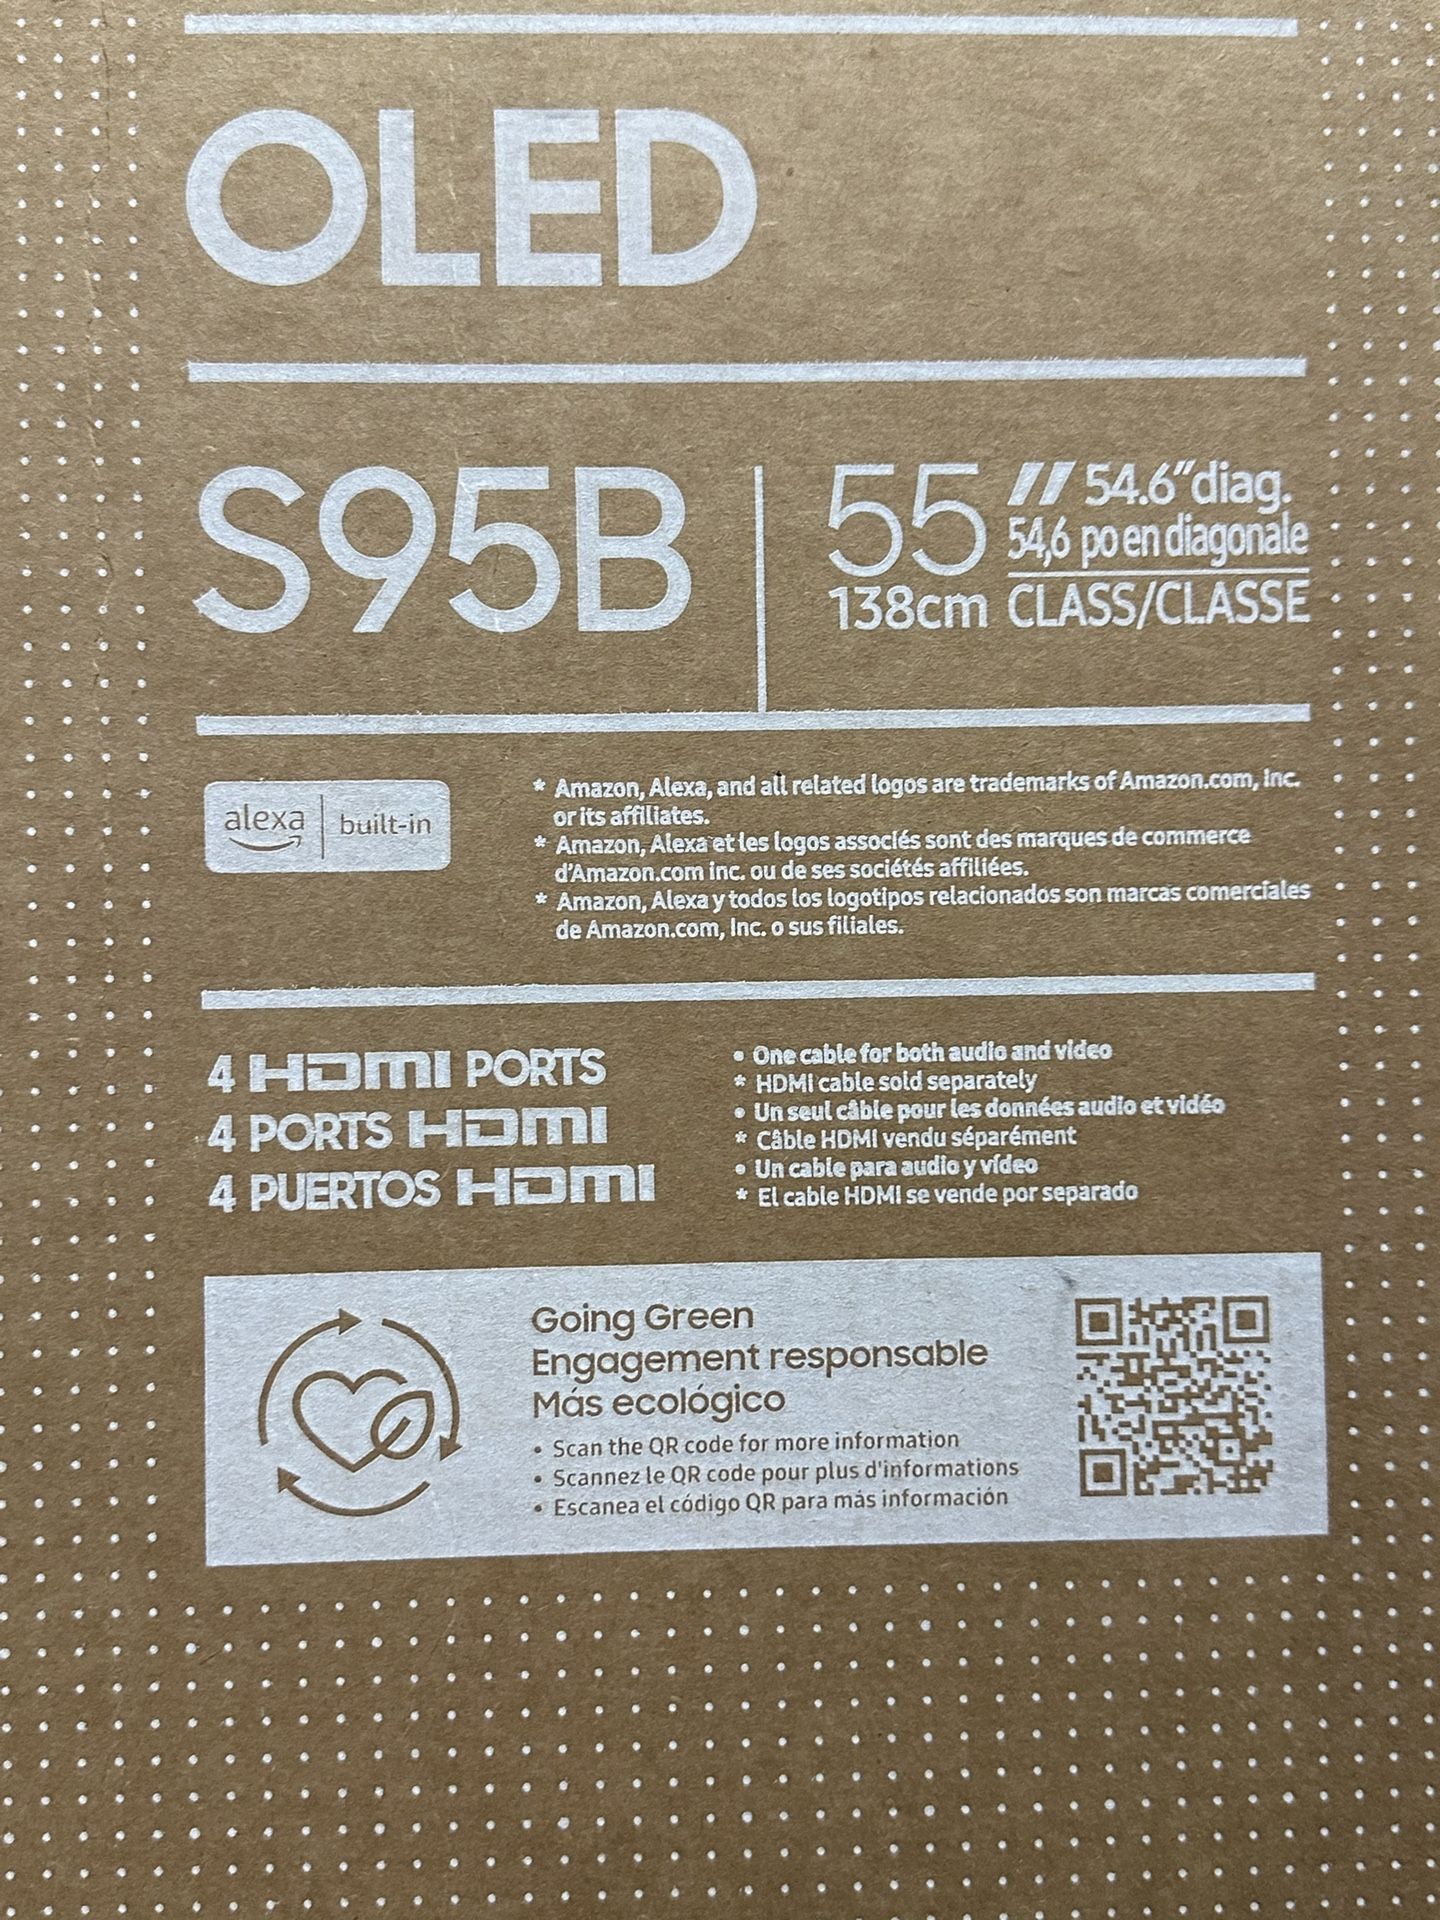 OLED
S95B
55" 54.6"diag.
54,6 po en diagonale
138cm CLASS/CLASSE
alexa built-in
* Amazon, Alexa, and all related logos are trademarks of Amazon.com, Inc.
or its affiliates.
* Amazon, Alexa et les logos associés sont des marques de commerce
d'Amazon.com inc. ou de ses sociétés affiliées.
* Amazon, Alexa y todos los logotipos relacionados son marcas comerciales
de Amazon.com, Inc. o sus filiales.
4 HDMI PORTS
4 PORTS HDMI
4 PUERTOS HDMI
• One cable for both audio and video
* HDMI cable sold separately
• Un seul câble pour les données audio et vidéo
* Câble HDMI vendu séparément
• Un cable para audio y vídeo
* El cable HDMI se vende por separado
Going Green
Engagement responsable
Más ecológico
• Scan the QR code for more information
• Scannez le QR code pour plus d'informations
• Escanea el código QR para más información